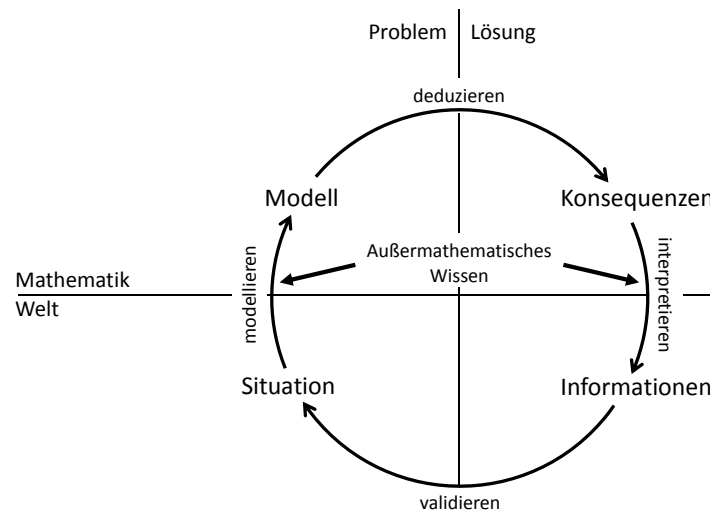 Problem Lösung
deduzieren
Modell
Konsequenzen
Außermathematisches
Wissen
modellieren
interpretieren
Mathematik
Welt
Situation
Informationen
validieren